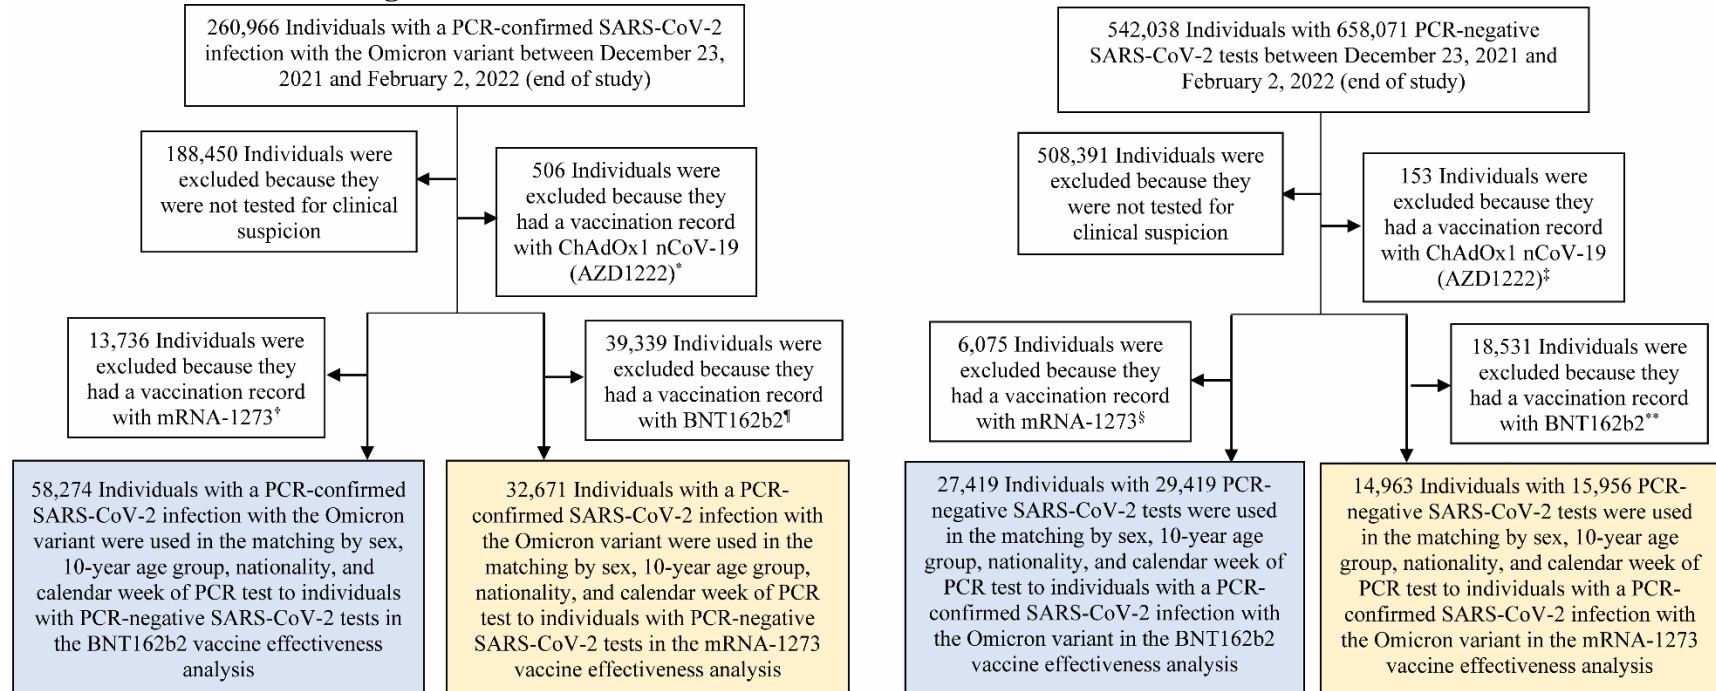 260,966 Individuals with a PCR-confirmed SARS-CoV-2
infection with the Omicron variant between December 23,
2021 and February 2, 2022 (end of study)
188,450 Individuals were
excluded because they
were not tested for clinical
suspicion
506 Individuals were
excluded because they
had a vaccination record
with ChAdOx1 nCoV-19
(AZD1222)*
13,736 Individuals were
excluded because they
had a vaccination record
with mRNA-1273†
39,339 Individuals were
excluded because they
had a vaccination record
with BNT162b2¶
58,274 Individuals with a PCR-confirmed
SARS-CoV-2 infection with the Omicron
variant were used in the matching by sex,
10-year age group, nationality, and
calendar week of PCR test to individuals
with PCR-negative SARS-CoV-2 tests in
the BNT162b2 vaccine effectiveness
analysis
32,671 Individuals with a PCR-
confirmed SARS-CoV-2 infection with
the Omicron variant were used in the
matching by sex, 10-year age group,
nationality, and calendar week of PCR
test to individuals with PCR-negative
SARS-CoV-2 tests in the mRNA-1273
vaccine effectiveness analysis
542,038 Individuals with 658,071 PCR-negative
SARS-CoV-2 tests between December 23, 2021 and
February 2, 2022 (end of study)
508,391 Individuals were
excluded because they
were not tested for
clinical suspicion
153 Individuals were
excluded because they
had a vaccination record
with ChAdOx1 nCoV-19
(AZD1222)‡
6,075 Individuals were
excluded because they
had a vaccination record
with mRNA-1273§
18,531 Individuals were
excluded because they
had a vaccination record
with BNT162b2**
27,419 Individuals with 29,419 PCR-
negative SARS-CoV-2 tests were used
in the matching by sex, 10-year age
group, nationality, and calendar week of
PCR test to individuals with a PCR-
confirmed SARS-CoV-2 infection with
the Omicron variant in the BNT162b2
vaccine effectiveness analysis
14,963 Individuals with 15,956 PCR-
negative SARS-CoV-2 tests were used
in the matching by sex, 10-year age
group, nationality, and calendar week of
PCR test to individuals with a PCR-
confirmed SARS-CoV-2 infection with
the Omicron variant in the mRNA-1273
vaccine effectiveness analysis